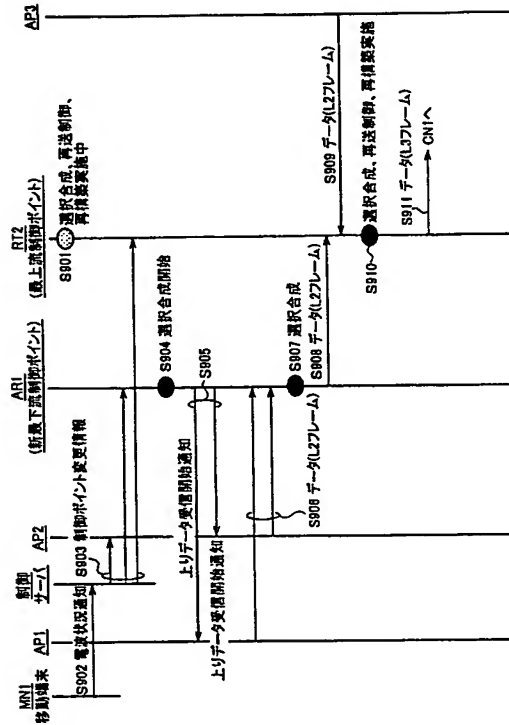 MN1
移動端末
AP1
制御
サーバ
AP2
AR1
(新最下流制御ポイント)
RT2
(最上流制御ポイント)
AP3
S901
選択合成、再送制御、
再構築実施中
S902 電波状況通知
S903 制御ポイント変更情報
S904 選択合成開始
上りデータ受信開始通知
S905
上りデータ受信開始通知
S906 データ(L2フレーム)
S907 選択合成
S908 データ(L2フレーム)
S909 データ(L2フレーム)
S910
選択合成、再送制御、再構築実施
S911 データ(L3フレーム)
CN1へ